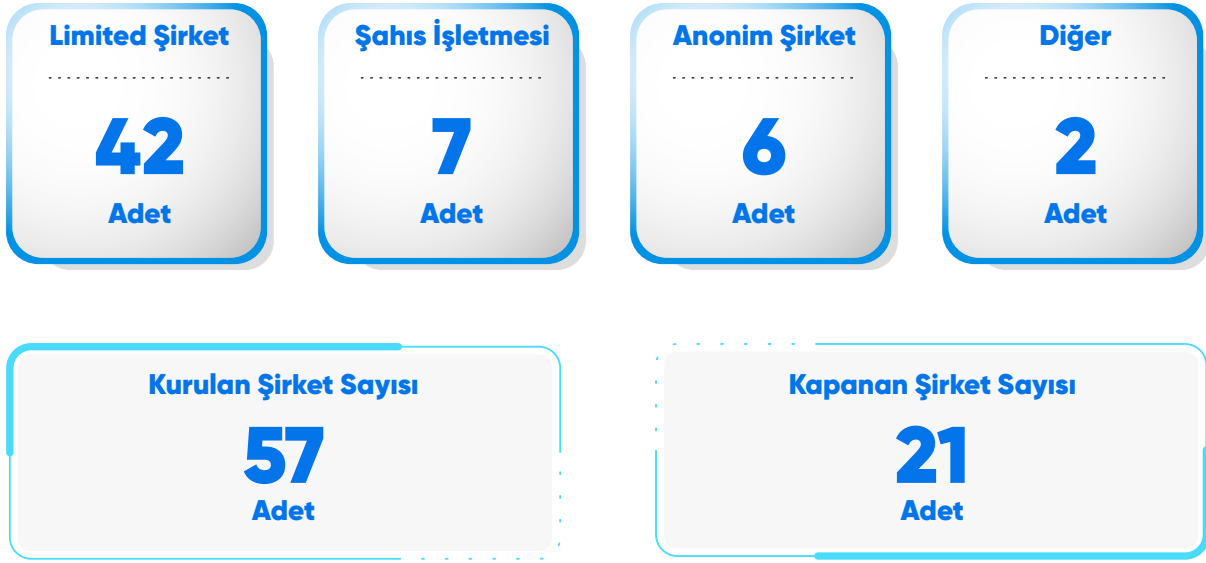 Limited Şirket
42
Adet
Şahıs İşletmesi
7
Adet
Anonim Şirket
6
Adet
Diğer
2
Adet
Kurulan Şirket Sayısı
57
Adet
Kapanan Şirket Sayısı
21
Adet